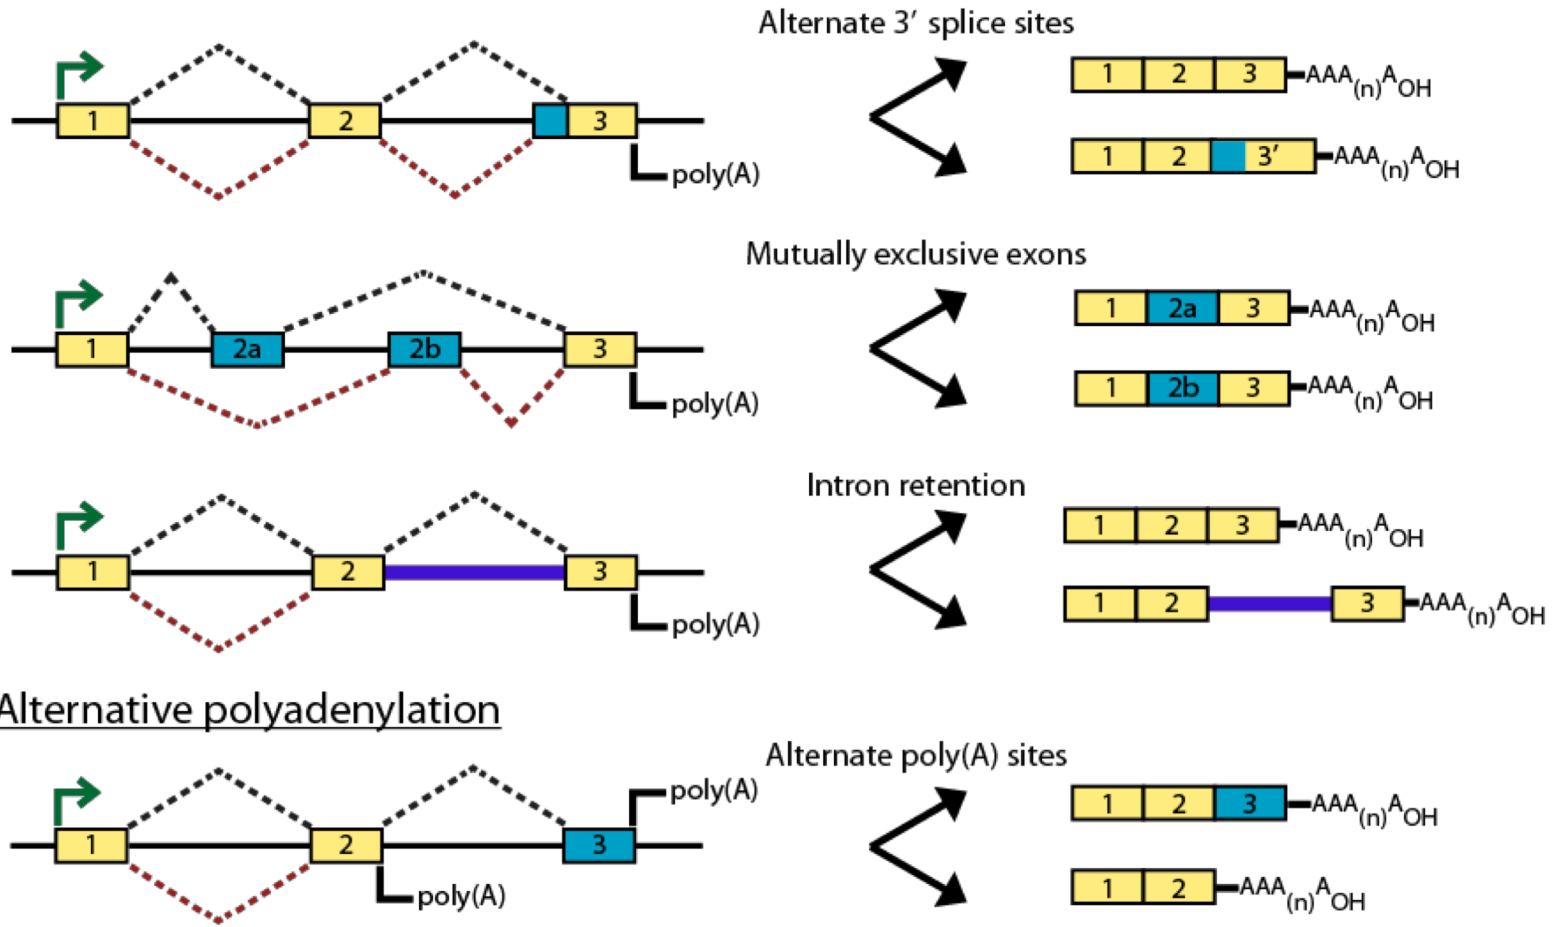 Alternate 3′ splice sites
1 2 3
poly(A)
1 2 3 AAA(n)AOH
1 2 3′ AAA(n)AOH
Mutually exclusive exons
1 2a 2b 3
poly(A)
1 2a 3 AAA(n)AOH
1 2b 3 AAA(n)AOH
Intron retention
1 2 3
poly(A)
1 2 3 AAA(n)AOH
1 2 3 AAA(n)AOH
Alternative polyadenylation
Alternate poly(A) sites
poly(A)
1 2 3
poly(A)
1 2 3 AAA(n)AOH
1 2 AAA(n)AOH